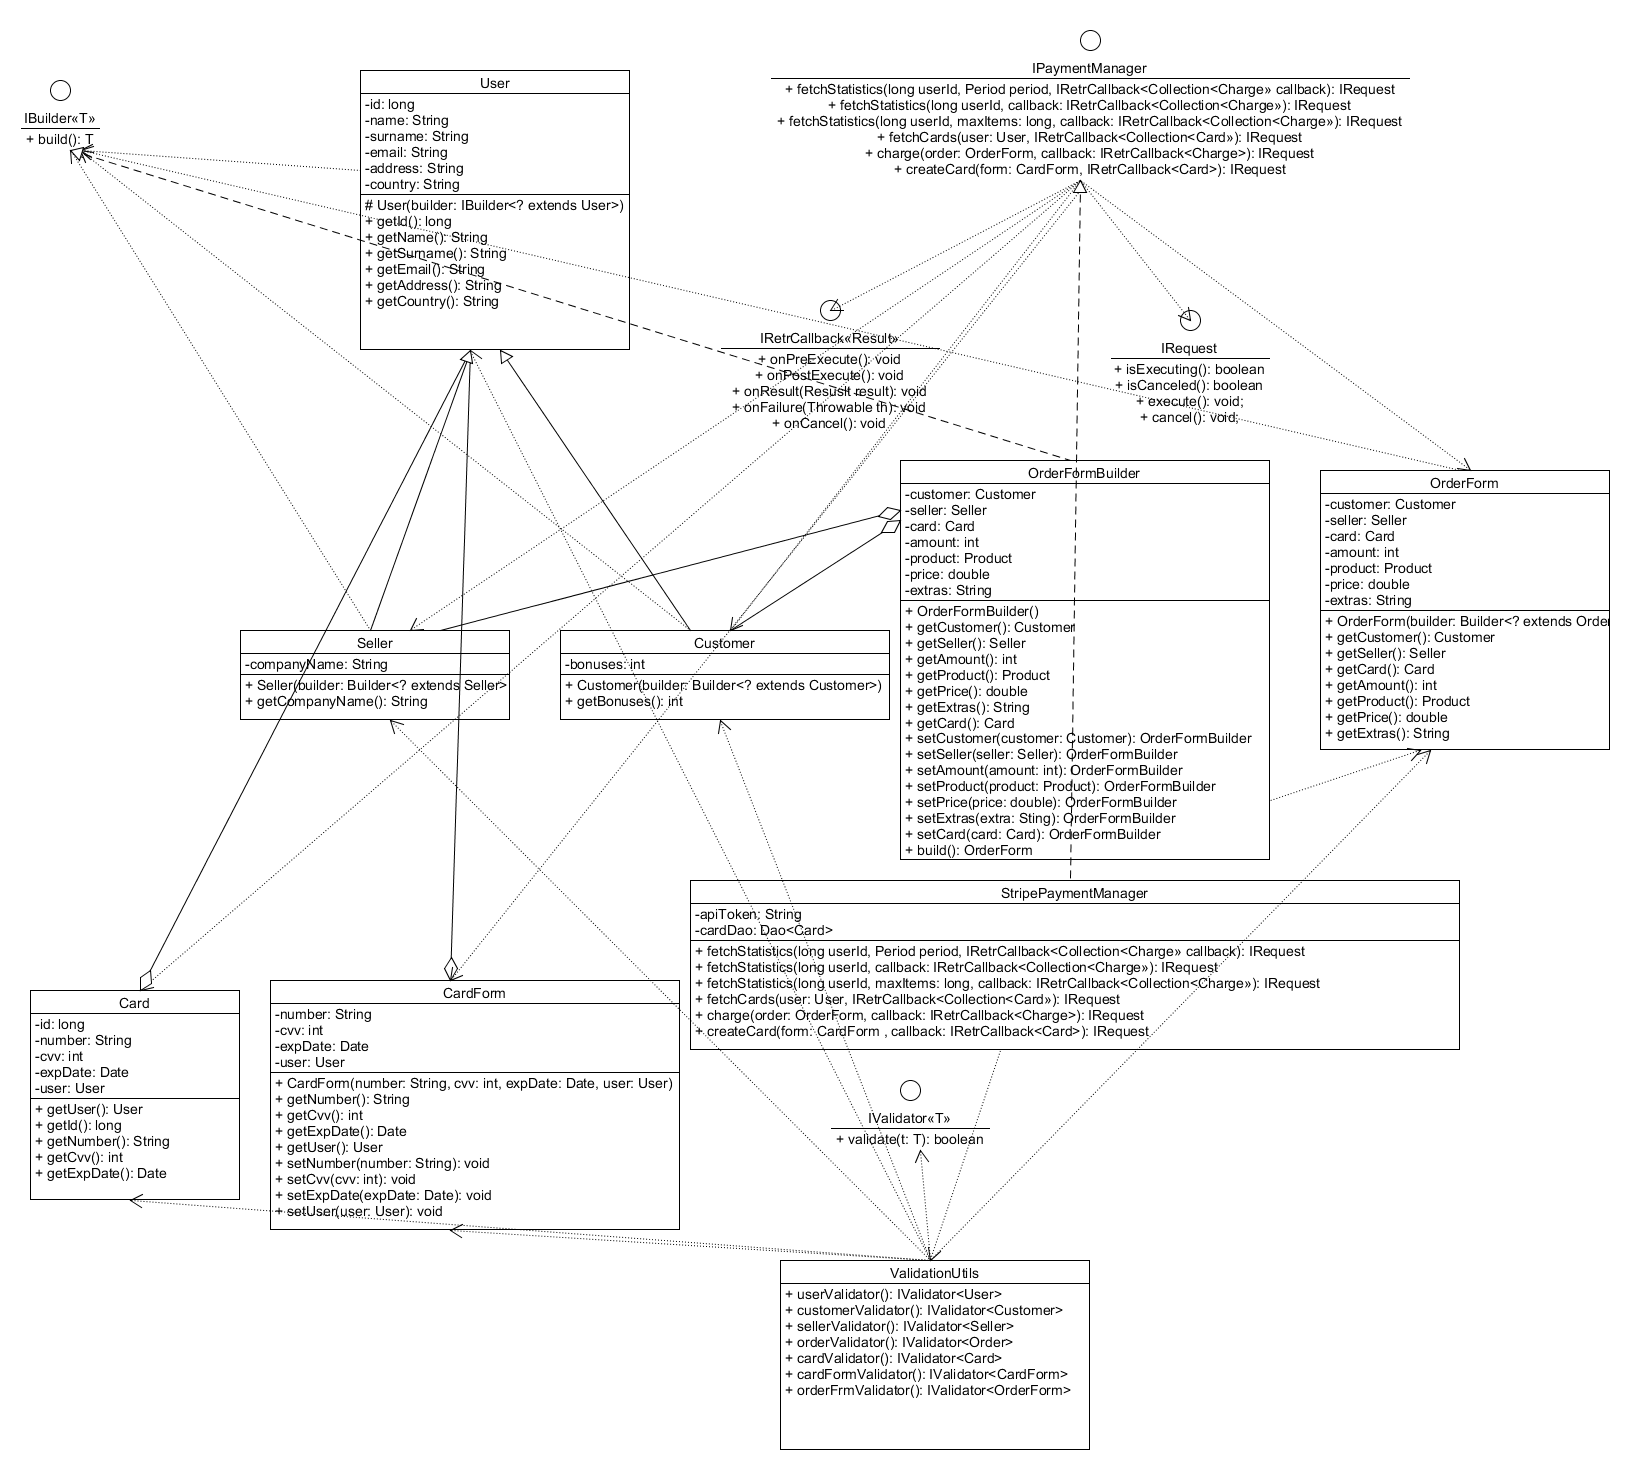 IBuilder«T»
+ build(): T
User
-id: long
-name: String
-surname: String
-email: String
-address: String
-country: String
# User(builder: IBuilder<? extends User>)
+ getId(): long
+ getName(): String
+ getSurname(): String
+ getEmail(): String
+ getAddress(): String
+ getCountry(): String
IPaymentManager
+ fetchStatistics(long userId, Period period, IRetrCallback<Collection<Charge» callback): IRequest
+ fetchStatistics(long userId, callback: IRetrCallback<Collection<Charge»): IRequest
+ fetchStatistics(long userId, maxItems: long, callback: IRetrCallback<Collection<Charge»): IRequest
+ fetchCards(user: User, IRetrCallback<Collection<Card»): IRequest
+ charge(order: OrderForm, callback: IRetrCallback<Charge>): IRequest
+ createCard(form: CardForm, IRetrCallback<Card>): IRequest
IRetrCallback«Result»
+ onPreExecute(): void
+ onPostExecute(): void
+ onResult(Resuslt result): void
+ onFailure(Throwable th): void
+ onCancel(): void
IRequest
+ isExecuting(): boolean
+ isCanceled(): boolean
+ execute(): void;
+ cancel(): void;
OrderFormBuilder
-customer: Customer
-seller: Seller
-card: Card
-amount: int
-product: Product
-price: double
-extras: String
+ OrderFormBuilder()
+ getCustomer(): Customer
+ getSeller(): Seller
+ getAmount(): int
+ getProduct(): Product
+ getPrice(): double
+ getExtras(): String
+ getCard(): Card
+ setCustomer(customer: Customer): OrderFormBuilder
+ setSeller(seller: Seller): OrderFormBuilder
+ setAmount(amount: int): OrderFormBuilder
+ setProduct(product: Product): OrderFormBuilder
+ setPrice(price: double): OrderFormBuilder
+ setExtras(extra: Sting): OrderFormBuilder
+ setCard(card: Card): OrderFormBuilder
+ build(): OrderForm
OrderForm
-customer: Customer
-seller: Seller
-card: Card
-amount: int
-product: Product
-price: double
-extras: String
+ OrderForm(builder: Builder<? extends Order
+ getCustomer(): Customer
+ getSeller(): Seller
+ getCard(): Card
+ getAmount(): int
+ getProduct(): Product
+ getPrice(): double
+ getExtras(): String
Seller
-companyName: String
+ Seller(builder: Builder<? extends Seller>
+ getCompanyName(): String
Customer
-bonuses: int
+ Customer(builder: Builder<? extends Customer>)
+ getBonuses(): int
StripePaymentManager
-apiToken: String
-cardDao: Dao<Card>
+ fetchStatistics(long userId, Period period, IRetrCallback<Collection<Charge» callback): IRequest
+ fetchStatistics(long userId, callback: IRetrCallback<Collection<Charge»): IRequest
+ fetchStatistics(long userId, maxItems: long, callback: IRetrCallback<Collection<Charge»): IRequest
+ fetchCards(user: User, IRetrCallback<Collection<Card»): IRequest
+ charge(order: OrderForm, callback: IRetrCallback<Charge>): IRequest
+ createCard(form: CardForm , callback: IRetrCallback<Card>): IRequest
Card
-id: long
-number: String
-cvv: int
-expDate: Date
-user: User
+ getUser(): User
+ getId(): long
+ getNumber(): String
+ getCvv(): int
+ getExpDate(): Date
CardForm
-number: String
-cvv: int
-expDate: Date
-user: User
+ CardForm(number: String, cvv: int, expDate: Date, user: User)
+ getNumber(): String
+ getCvv(): int
+ getExpDate(): Date
+ getUser(): User
+ setNumber(number: String): void
+ setCvv(cvv: int): void
+ setExpDate(expDate: Date): void
+ setUser(user: User): void
IValidator«T»
+ validate(t: T): boolean
ValidationUtils
+ userValidator(): IValidator<User>
+ customerValidator(): IValidator<Customer>
+ sellerValidator(): IValidator<Seller>
+ orderValidator(): IValidator<Order>
+ cardValidator(): IValidator<Card>
+ cardFormValidator(): IValidator<CardForm>
+ orderFrmValidator(): IValidator<OrderForm>